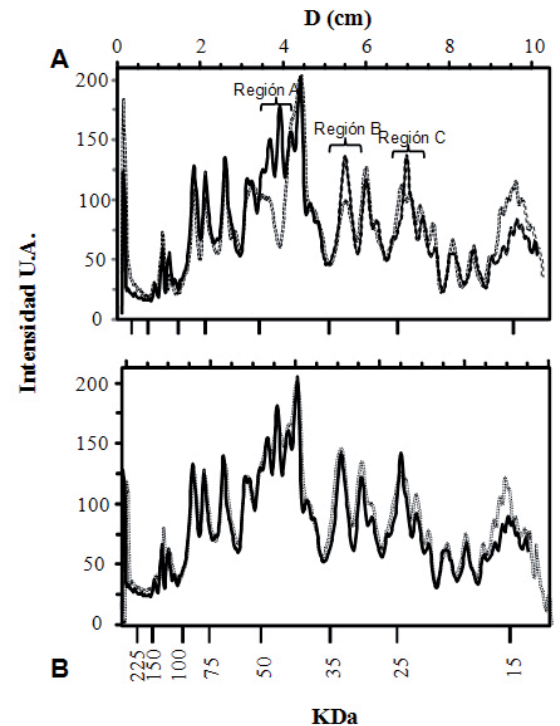 D (cm)
0 2 4 6 8 10
A
200
150
100
50
0
Región A
Región B
Región C
Intensidad U.A.
200
150
100
50
0
B
225 150 100 75 50 35 25 15
KDa